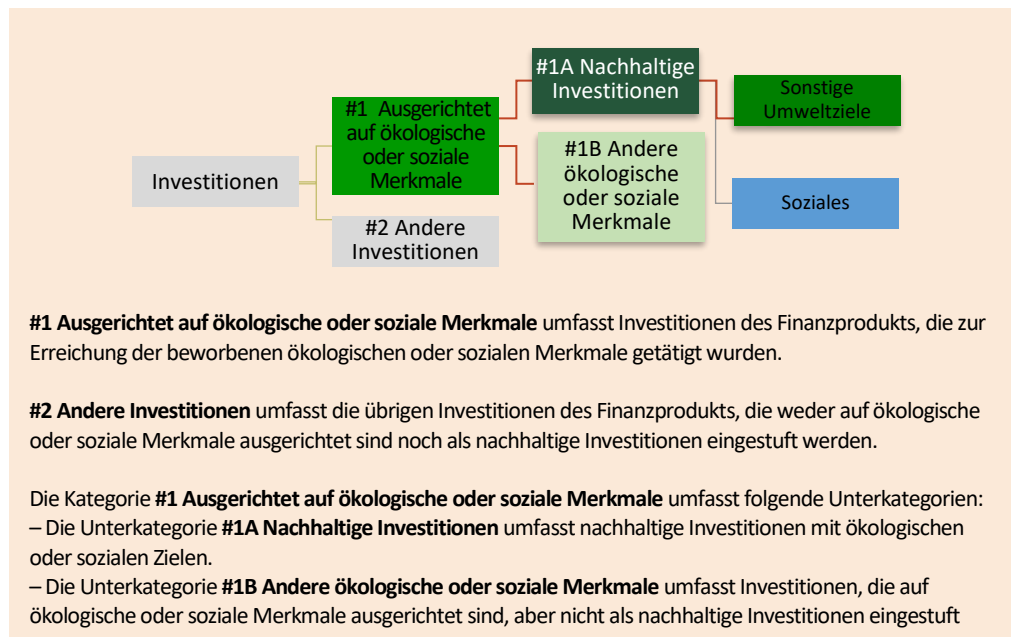 #1A Nachhaltige
Investitionen
Sonstige
Umweltziele
#1 Ausgerichtet
auf ökologische
oder soziale
Merkmale
#1B Andere
ökologische
oder soziale
Merkmale
Investitionen
Soziales
#2 Andere
Investitionen
#1 Ausgerichtet auf ökologische oder soziale Merkmale umfasst Investitionen des Finanzprodukts, die zur
Erreichung der beworbenen ökologischen oder sozialen Merkmale getätigt wurden.
#2 Andere Investitionen umfasst die übrigen Investitionen des Finanzprodukts, die weder auf ökologische
oder soziale Merkmale ausgerichtet sind noch als nachhaltige Investitionen eingestuft werden.
Die Kategorie #1 Ausgerichtet auf ökologische oder soziale Merkmale umfasst folgende Unterkategorien:
– Die Unterkategorie #1A Nachhaltige Investitionen umfasst nachhaltige Investitionen mit ökologischen
oder sozialen Zielen.
– Die Unterkategorie #1B Andere ökologische oder soziale Merkmale umfasst Investitionen, die auf
ökologische oder soziale Merkmale ausgerichtet sind, aber nicht als nachhaltige Investitionen eingestuft